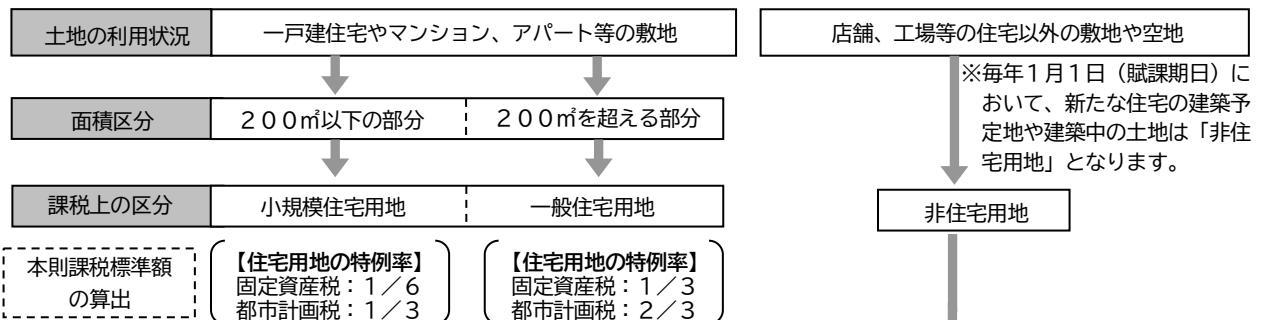 土地の利用状況 一戸建住宅やマンション、アパート等の敷地 店舗、工場等の住宅以外の敷地や空地
※毎年1月1日（賦課期日）に
おいて、新たな住宅の建築予
定地や建築中の土地は「非住
宅用地」となります。
面積区分 200㎡以下の部分 200㎡を超える部分
課税上の区分 小規模住宅用地 一般住宅用地 非住宅用地
本則課税標準額
の算出
【住宅用地の特例率】
固定資産税：1／6
都市計画税：1／3
【住宅用地の特例率】
固定資産税：1／3
都市計画税：2／3